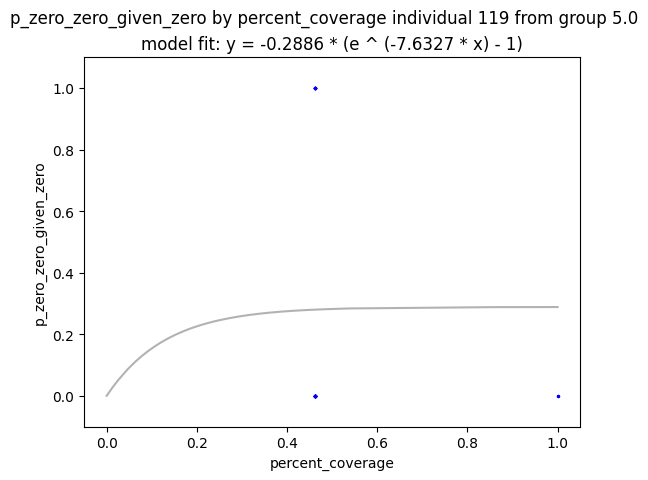 p_zero_zero_given_zero by percent_coverage individual 119 from group 5.0
model fit: y = -0.2886 * (e ^ (-7.6327 * x) - 1)
1.0
0.8
0.6
0.4
0.2
0.0
p_zero_zero_given_zero
0.0 0.2 0.4 0.6 0.8 1.0
percent_coverage